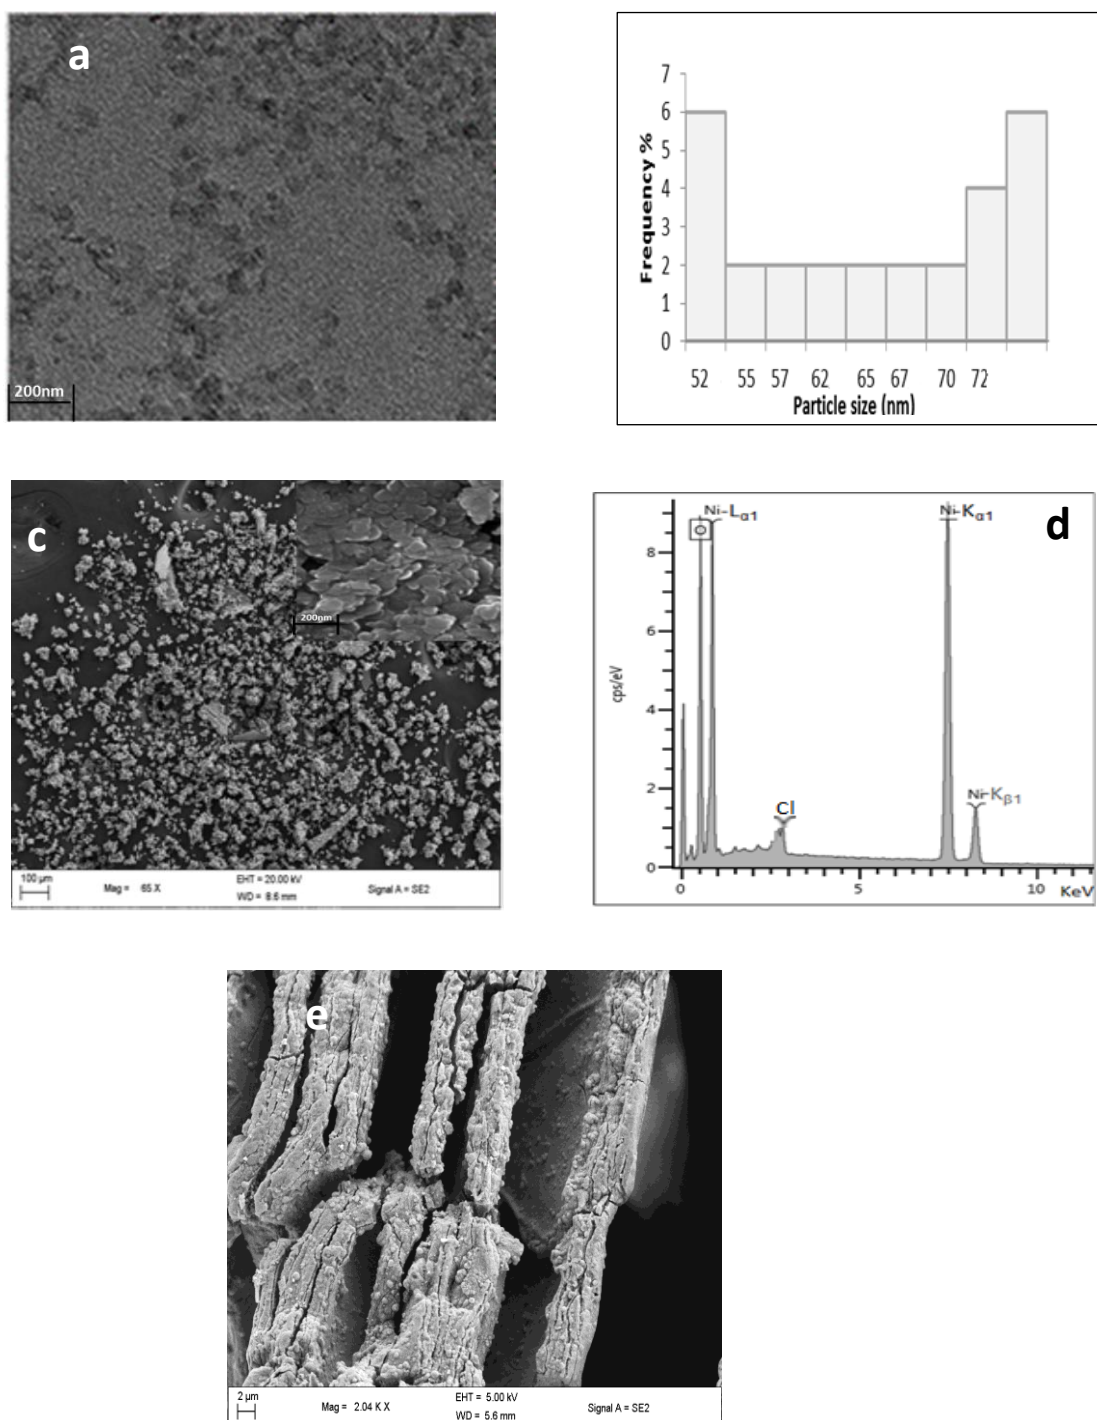 a
200nm
7
6
5
4
3
2
1
0
Frequency %
52 55 57 62 65 67 70 72
Particle size (nm)
c
200nm
100 µm
Mag = 65 X
EHT = 20.00 kV
WD = 8.6 mm
Signal A = SE2
d
O
Ni-Lα1
Ni-Kα1
Ni-Kβ1
Cl
cps/eV
8
6
4
2
0
0 5 10 KeV
e
2 µm
Mag = 2.04 K X
EHT = 5.00 kV
WD = 5.6 mm
Signal A = SE2